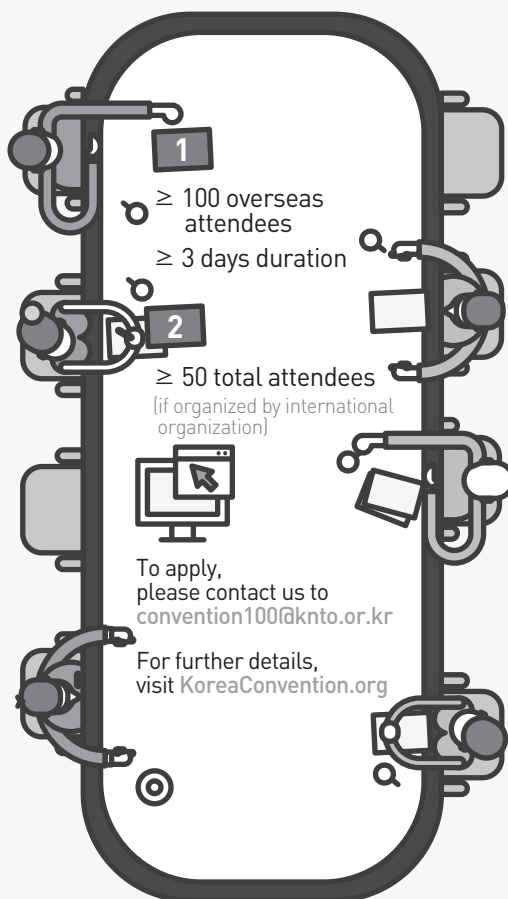 1
≥ 100 overseas
attendees
≥ 3 days duration
2
≥ 50 total attendees
(if organized by international
organization)
To apply,
please contact us to
convention100@knto.or.kr
For further details,
visit KoreaConvention.org